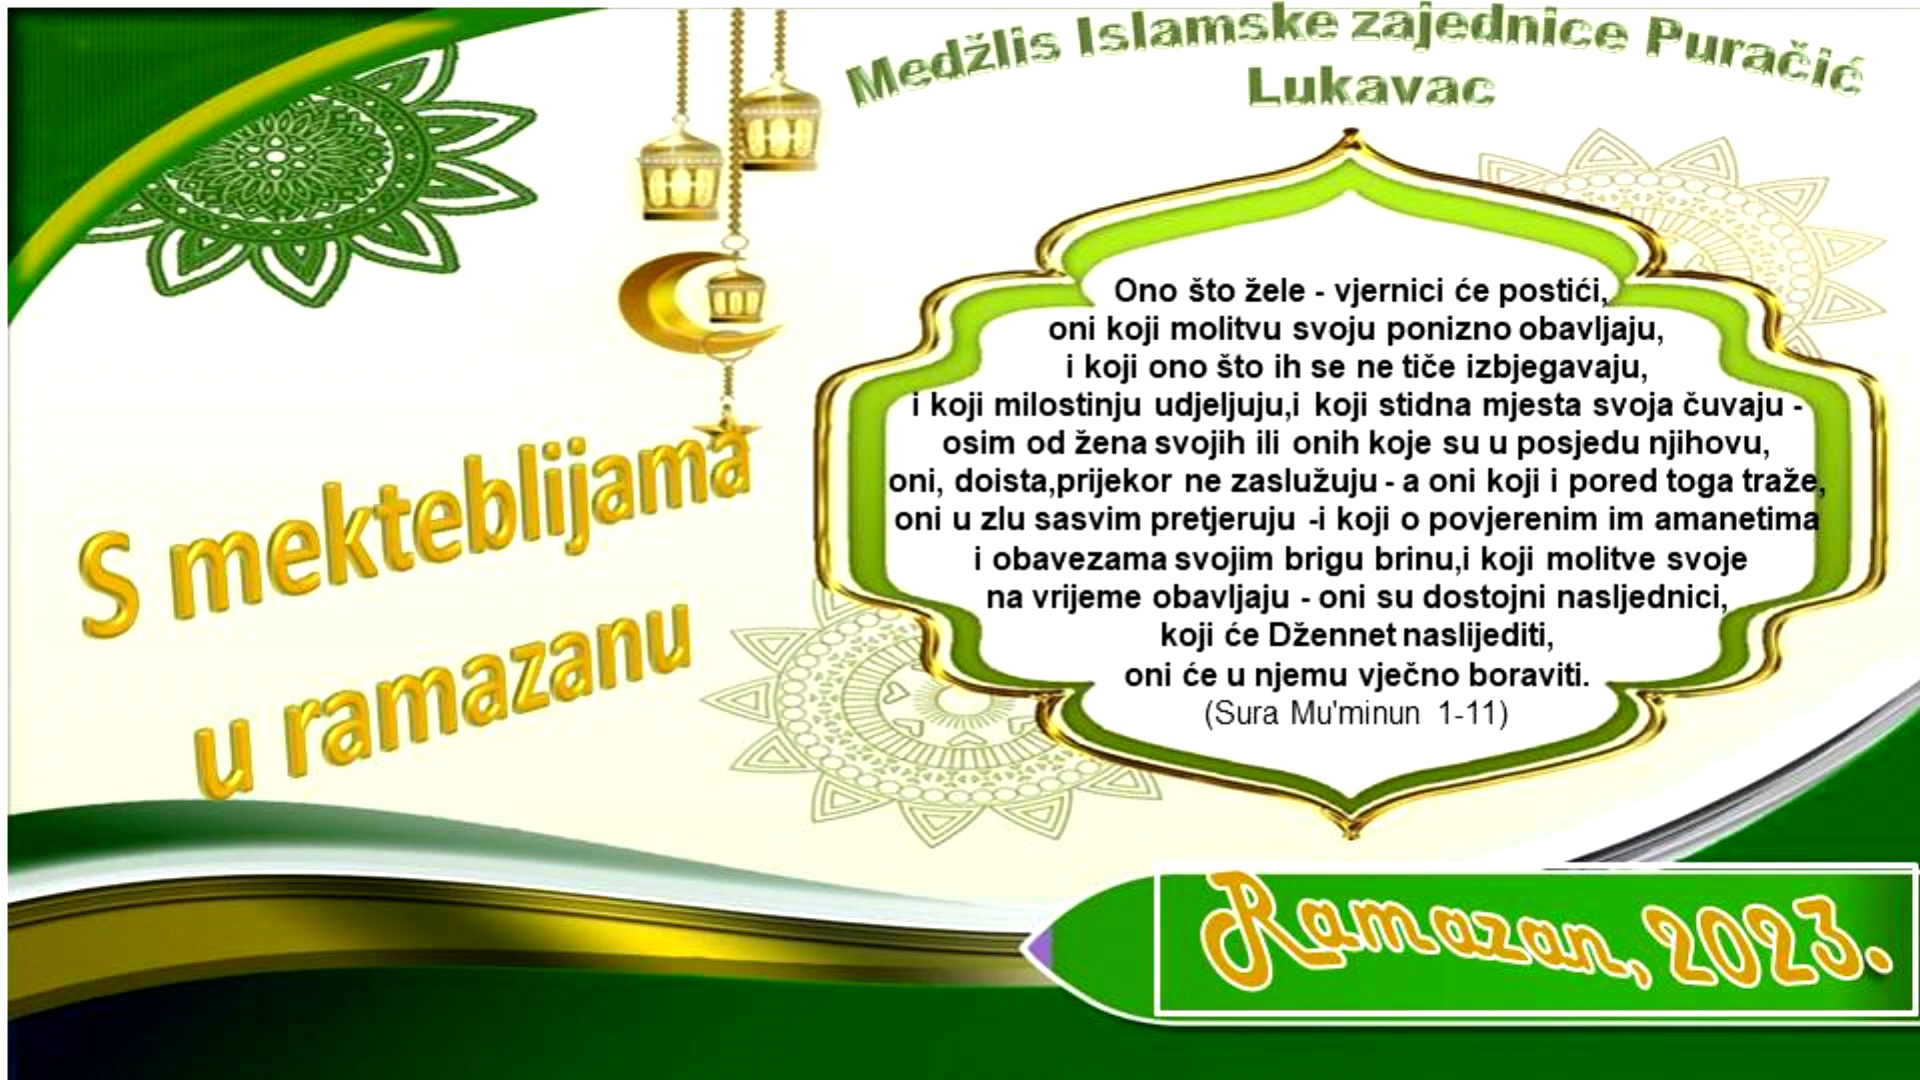 Medžlis Islamske zajednice Puračić
Lukavac
Ono što žele - vjernici će postići,
oni koji molitvu svoju ponizno obavljaju,
i koji ono što ih se ne tiče izbjegavaju,
i koji milostinju udjeljuju,i koji stidna mjesta svoja čuvaju -
osim od žena svojih ili onih koje su u posjedu njihovu,
oni, doista,prijekor ne zaslužuju - a oni koji i pored toga traže,
oni u zlu sasvim pretjeruju -i koji o povjerenim im amanetima
i obavezama svojim brigu brinu,i koji molitve svoje
na vrijeme obavljaju - oni su dostojni nasljednici,
koji će Džennet naslijediti,
oni će u njemu vječno boraviti.
(Sura Mu'minun 1-11)
S mekteblijama
u ramazanu
Ramazan, 2023.